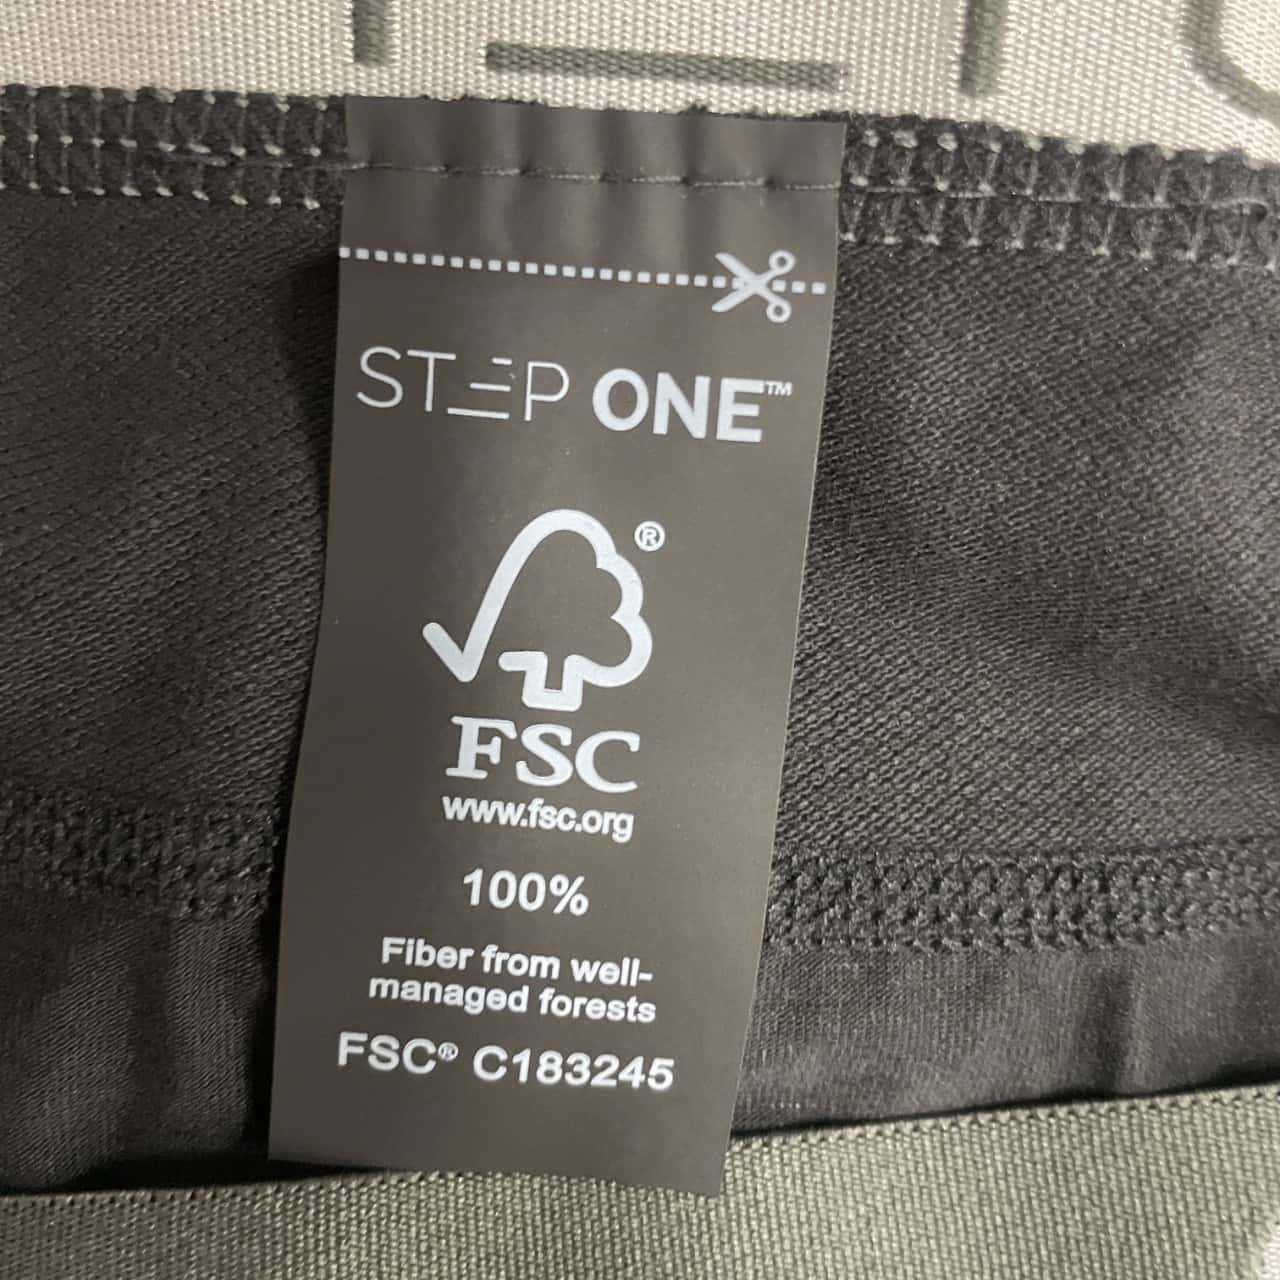 STEP ONE™
®
FSC
www.fsc.org
100%
Fiber from well-
managed forests
FSC® C183245